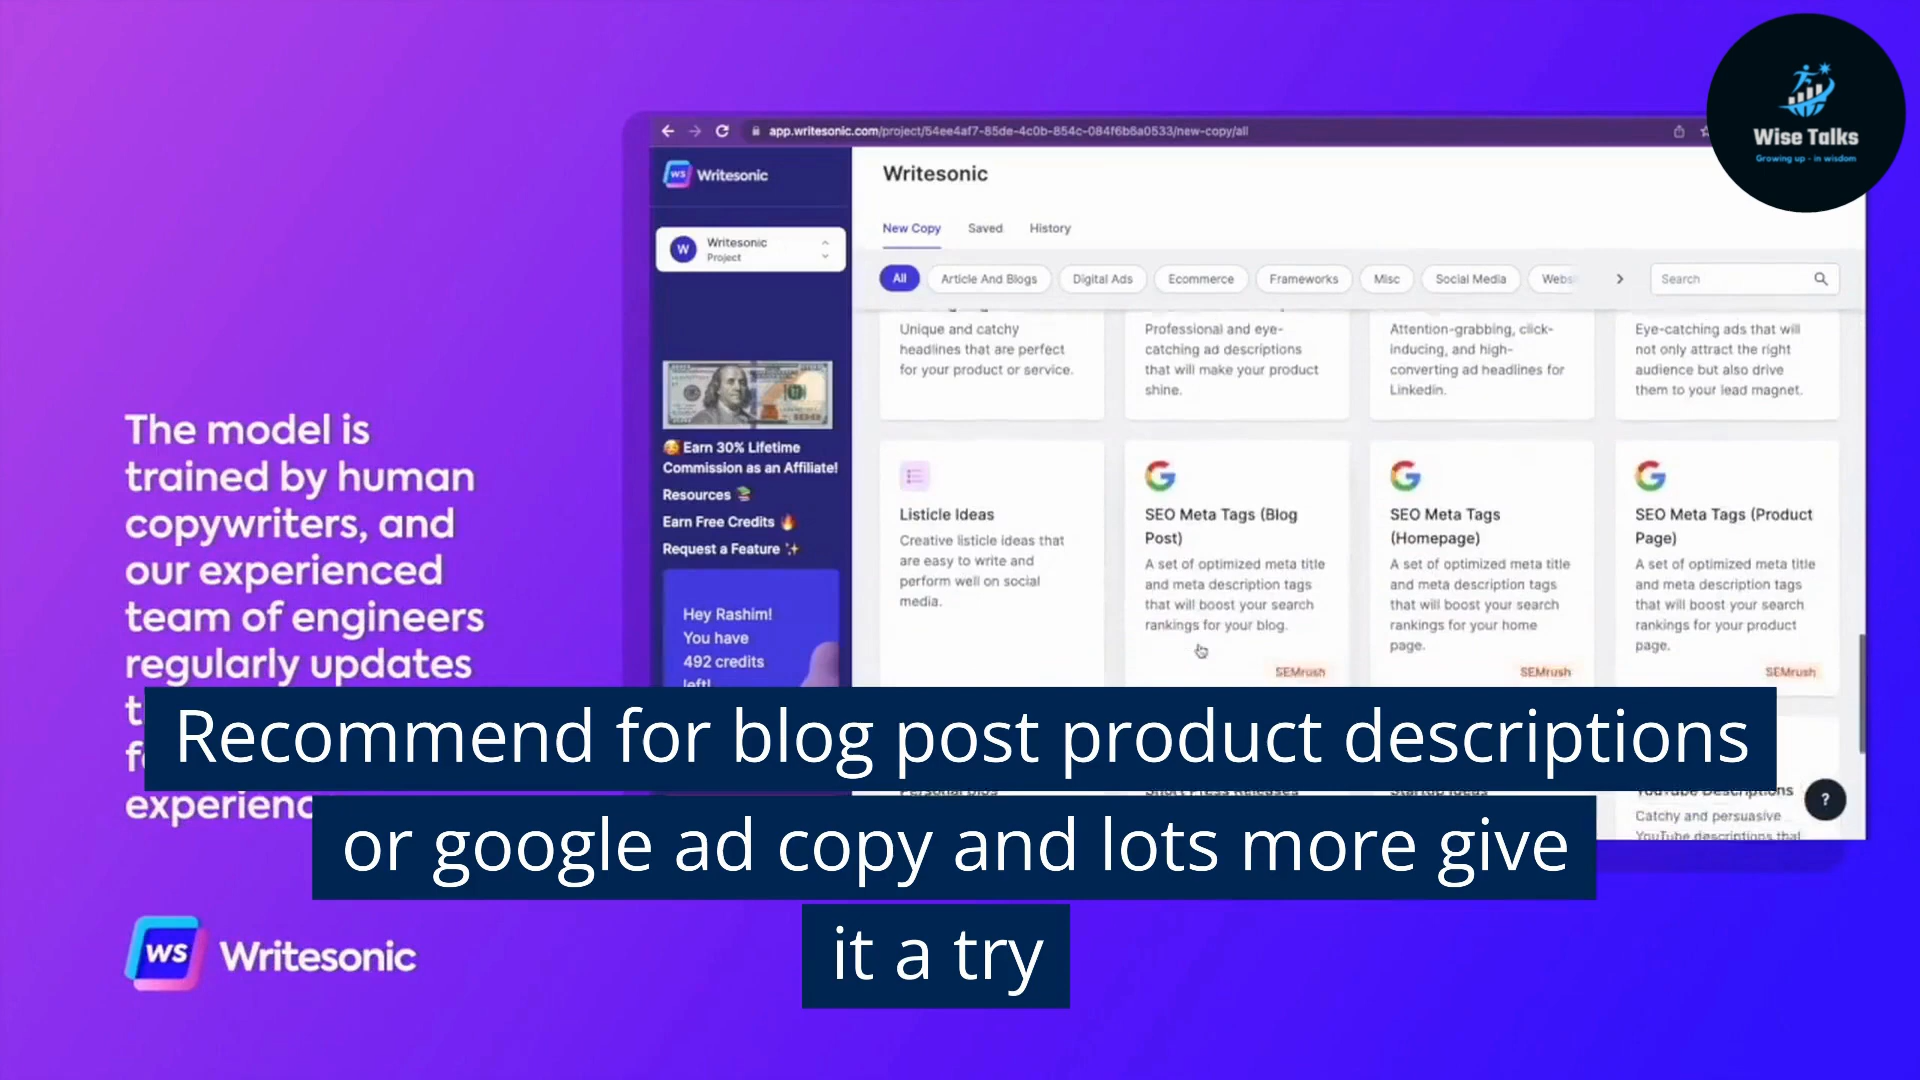 Wise Talks
Growing up - in wisdom
app.writesonic.com/project/54ee4af7-85de-4c0b-854c-084f6b6a0533/new-copy/all
WS Writesonic
Writesonic
W Writesonic
Project
New Copy Saved History
All Article And Blogs Digital Ads Ecommerce Frameworks Misc Social Media Search
Unique and catchy
headlines that are perfect
for your product or service.
Professional and eye-
catching ad descriptions
that will make your product
shine.
Attention-grabbing, click-
inducing, and high-
converting ad headlines for
Linkedin.
Eye-catching ads that will
not only attract the right
audience but also drive
them to your lead magnet.
Earn 30% Lifetime
Commission as an Affiliate!
Resources
Earn Free Credits
Request a Feature
Hey Rashim!
You have
492 credits
left!
Listicle Ideas
Creative listicle ideas that
are easy to write and
perform well on social
media.
SEO Meta Tags (Blog
Post)
A set of optimized meta title
and meta description tags
that will boost your search
rankings for your blog.
SEMrush
SEO Meta Tags
(Homepage)
A set of optimized meta title
and meta description tags
that will boost your search
rankings for your home
page.
SEMrush
SEO Meta Tags (Product
Page)
A set of optimized meta title
and meta description tags
that will boost your search
rankings for your product
page.
SEMrush
YouTube Descriptions
Catchy and persuasive
YouTube descriptions that
?
The model is
trained by human
copywriters, and
our experienced
team of engineers
regularly updates
Recommend for blog post product descriptions
or google ad copy and lots more give
it a try
WS Writesonic